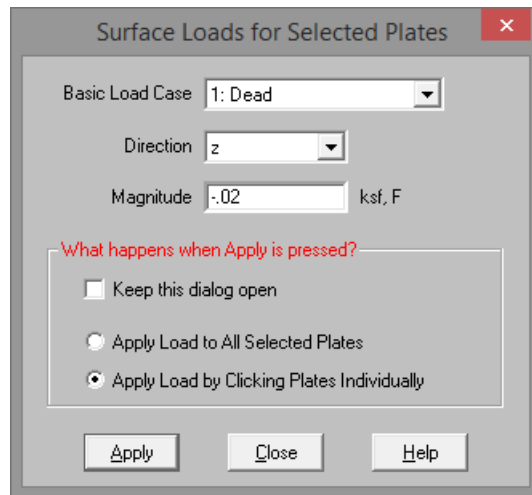 Surface Loads for Selected Plates
Basic Load Case 1: Dead
Direction z
Magnitude -.02 ksf, F
What happens when Apply is pressed?
Keep this dialog open
Apply Load to All Selected Plates
Apply Load by Clicking Plates Individually
Apply Close Help